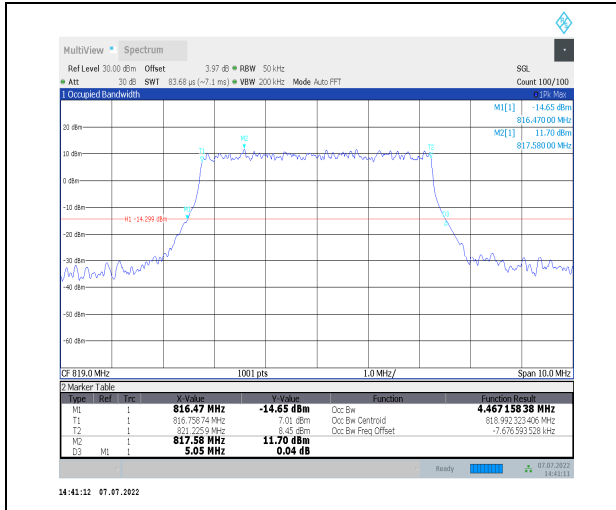 MultiView Spectrum
Ref Level 30.00 dBm Offset 3.97 dB RBW 50 kHz SGL
Att 30 dB SWT 83.68 µs (~7.1 ms) VBW 200 kHz Mode Auto FFT Count 100/100
1 Occupied Bandwidth 1Pk Max
M1[1] -14.65 dBm
816.47000 MHz
M2[1] 11.70 dBm
817.58000 MHz
20 dBm
M2
T1 T2
10 dBm
0 dBm
-10 dBm
M1 D3
H1 -14.299 dBm
-20 dBm
-30 dBm
-40 dBm
-50 dBm
-60 dBm
CF 819.0 MHz 1001 pts 1.0 MHz/ Span 10.0 MHz
2 Marker Table
Type Ref Trc X-Value Y-Value Function Function Result
M1 1 816.47 MHz -14.65 dBm Occ Bw 4.467 158 38 MHz
T1 1 816.758 74 MHz 7.01 dBm Occ Bw Centroid 818.992 323 406 MHz
T2 1 821.225 9 MHz 8.45 dBm Occ Bw Freq Offset -7.676 593 528 kHz
M2 1 817.58 MHz 11.70 dBm
D3 M1 1 5.05 MHz 0.04 dB
Ready 07.07.2022
14:41:11
14:41:12 07.07.2022